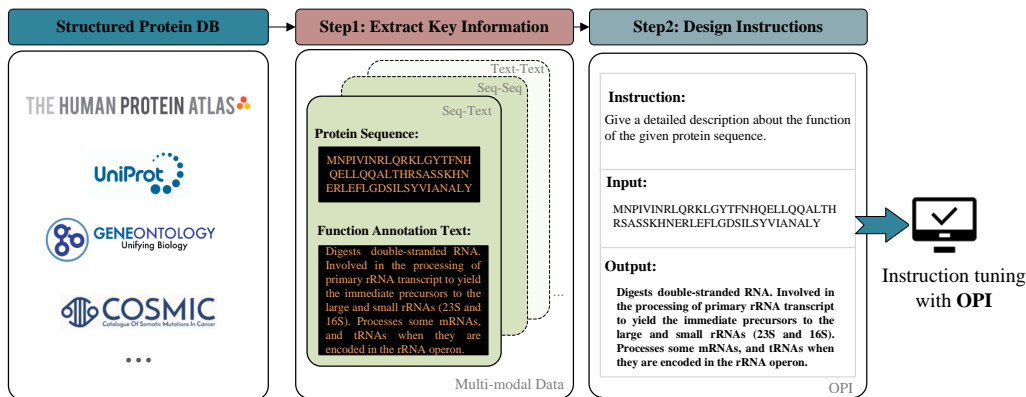 Structured Protein DB
THE HUMAN PROTEIN ATLAS
UniProt
GENEONTOLOGY
Unifying Biology
COSMIC
Catalogue Of Somatic Mutations In Cancer
...
Step1: Extract Key Information
Text-Text
Seq-Seq
Seq-Text
Protein Sequence:
MNPIVINRLQRKLGYTFNH
QELLQQALTHRSASSKHN
ERLEFLGDSILSYVIANALY
Function Annotation Text:
Digests double-stranded RNA.
Involved in the processing of
primary rRNA transcript to yield
the immediate precursors to the
large and small rRNAs (23S and
16S). Processes some mRNAs,
and tRNAs when they are
encoded in the rRNA operon.
...
Multi-modal Data
Step2: Design Instructions
Instruction:
Give a detailed description about the function
of the given protein sequence.
Input:
MNPIVINRLQRKLGYTFNHQELLQQALTH
RSASSKHNERLEFLGDSILSYVIANALY
Output:
Digests double-stranded RNA. Involved in
the processing of primary rRNA transcript
to yield the immediate precursors to the
large and small rRNAs (23S and 16S).
Processes some mRNAs, and tRNAs when
they are encoded in the rRNA operon.
OPI
Instruction tuning
with OPI